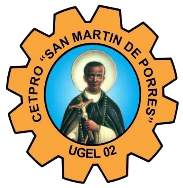 CETPRO "SAN MARTIN DE PORRES"
UGEL 02